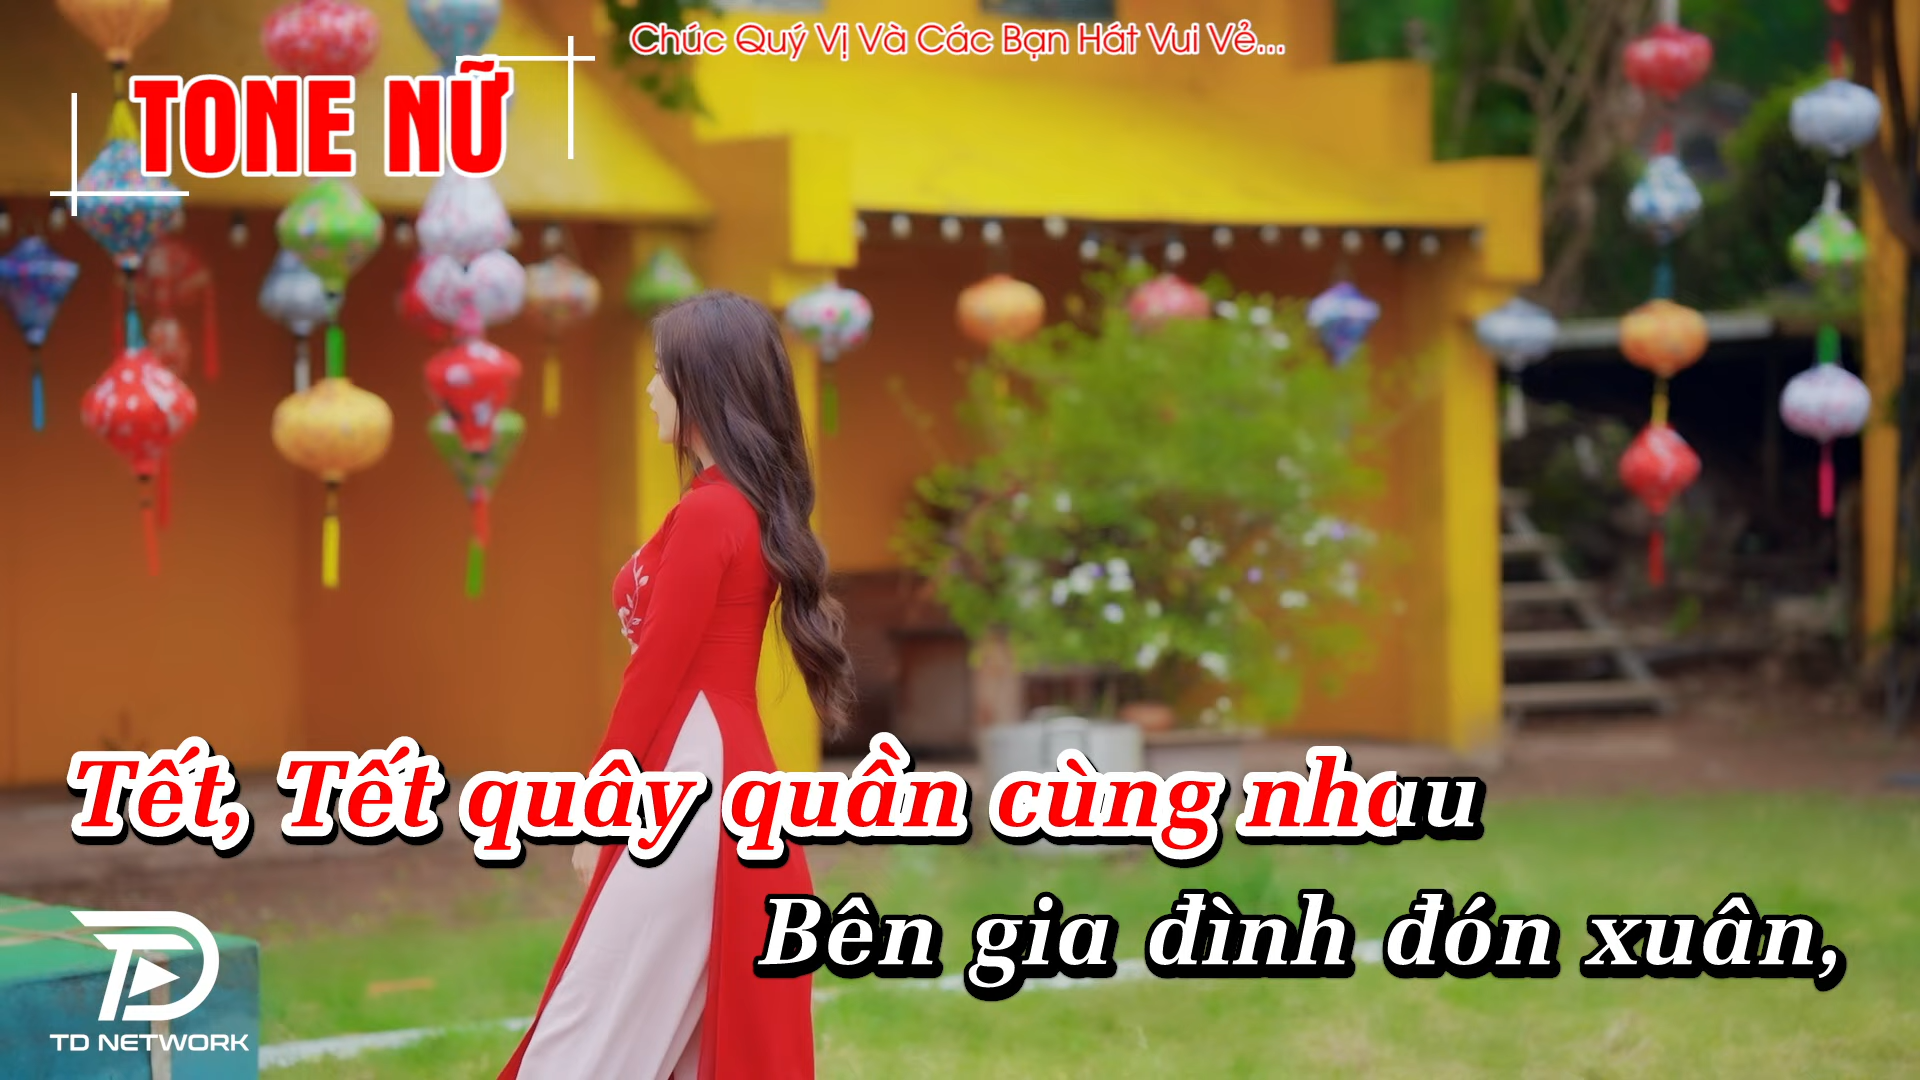 Chúc Quý Vị Và Các Bạn Hát Vui Vẻ...
TONE NỮ
Tết, Tết quây quần cùng nhau
Bên gia đình đón xuân,
TD NETWORK